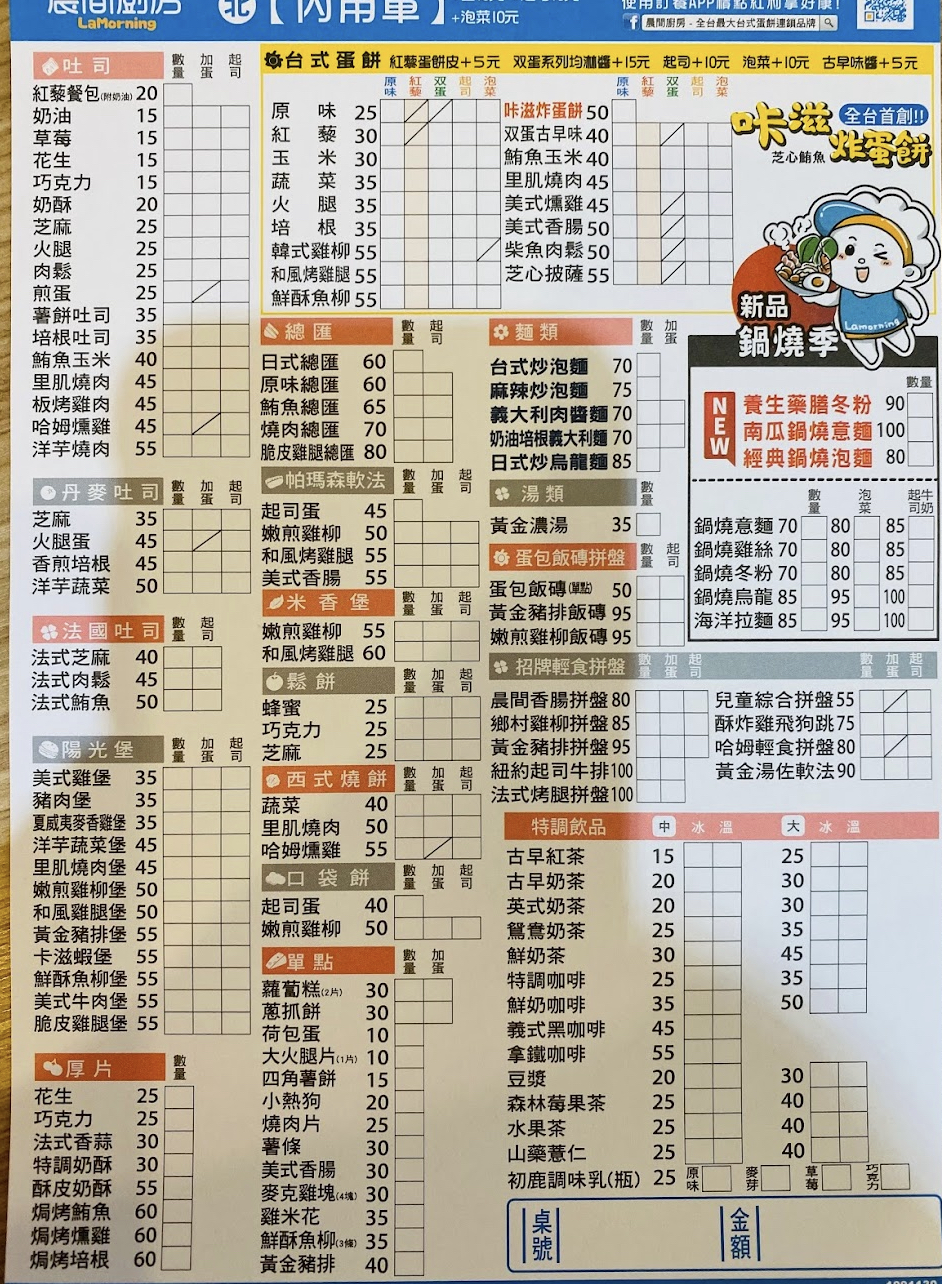 晨間廚房
LaMorning
北【內用單】
+泡菜10元
使用訂餐APP點紅利享好康!
晨間廚房 - 全台最大台式蛋餅連鎖品牌
吐司 數量 加蛋 起司
紅藜餐包(附奶油) 20
奶油 15
草莓 15
花生 15
巧克力 15
奶酥 20
芝麻 25
火腿 25
肉鬆 25
煎蛋 25
薯餅吐司 35
培根吐司 35
鮪魚玉米 40
里肌燒肉 45
板烤雞肉 45
哈姆燻雞 45
洋芋燒肉 55
丹麥吐司 數量 加蛋 起司
芝麻 35
火腿蛋 45
香煎培根 45
洋芋蔬菜 50
法國吐司 數量 起司
法式芝麻 40
法式肉鬆 45
法式鮪魚 50
陽光堡 數量 加蛋 起司
美式雞堡 35
豬肉堡 35
夏威夷麥香雞堡 35
洋芋蔬菜堡 45
里肌燒肉堡 45
嫩煎雞柳堡 50
和風雞腿堡 50
黃金豬排堡 55
卡滋蝦堡 55
鮮酥魚柳堡 55
美式牛肉堡 55
脆皮雞腿堡 55
厚片 數量
花生 25
巧克力 25
法式香蒜 30
特調奶酥 30
酥皮奶酥 55
焗烤鮪魚 60
焗烤燻雞 60
焗烤培根 60
台式蛋餅 紅藜蛋餅皮+5元 双蛋系列均淋醬+15元 起司+10元 泡菜+10元 古早味醬+5元
原味 紅藜 双蛋 起司 泡菜
原味 25
紅藜 30
玉米 30
蔬菜 35
火腿 35
培根 35
韓式雞柳 55
和風烤雞腿 55
鮮酥魚柳 55
原味 紅藜 双蛋 起司 泡菜
咔滋炸蛋餅 50
双蛋古早味 40
鮪魚玉米 40
里肌燒肉 45
美式燻雞 45
美式香腸 50
柴魚肉鬆 50
芝心披薩 55
全台首創!!
咔滋炸蛋餅
芝心鮪魚
LaMorning
總匯 數量 起司
日式總匯 60
原味總匯 60
鮪魚總匯 65
燒肉總匯 70
脆皮雞腿總匯 80
帕瑪森軟法 數量 加蛋 起司
起司蛋 45
嫩煎雞柳 50
和風烤雞腿 55
美式香腸 55
米香堡 數量 加蛋 起司
嫩煎雞柳 55
和風烤雞腿 60
鬆餅 數量 加蛋 起司
蜂蜜 25
巧克力 25
芝麻 25
西式燒餅 數量 加蛋 起司
蔬菜 40
里肌燒肉 50
哈姆燻雞 55
口袋餅 數量 加蛋 起司
起司蛋 40
嫩煎雞柳 50
單點 數量 加蛋
蘿蔔糕(2片) 30
蔥抓餅 30
荷包蛋 10
大火腿片(1片) 10
四角薯餅 15
小熱狗 20
燒肉片 25
薯條 30
美式香腸 30
麥克雞塊(4塊) 30
雞米花 35
鮮酥魚柳(3條) 35
黃金豬排 40
麵類 數量 加蛋
台式炒泡麵 70
麻辣炒泡麵 75
義大利肉醬麵 70
奶油培根義大利麵 70
日式炒烏龍麵 85
湯類 數量
黃金濃湯 35
蛋包飯磚拼盤 數量 起司
蛋包飯磚(單點) 50
黃金豬排飯磚 95
嫩煎雞柳飯磚 95
新品
鍋燒季
數量
NEW
養生藥膳冬粉 90
南瓜鍋燒意麵 100
經典鍋燒泡麵 80
數量 泡菜 起司牛奶
鍋燒意麵 70 80 85
鍋燒雞絲 70 80 85
鍋燒冬粉 70 80 85
鍋燒烏龍 85 95 100
海洋拉麵 85 95 100
招牌輕食拼盤 數量 加蛋 起司 數量 加蛋 起司
晨間香腸拼盤 80
鄉村雞柳拼盤 85
黃金豬排拼盤 95
紐約起司牛排 100
法式烤腿拼盤 100
兒童綜合拼盤 55
酥炸雞飛狗跳 75
哈姆輕食拼盤 80
黃金湯佐軟法 90
特調飲品 中 冰 溫 大 冰 溫
古早紅茶 15 25
古早奶茶 20 30
英式奶茶 20 30
鴛鴦奶茶 25 35
鮮奶茶 30 45
特調咖啡 25 35
鮮奶咖啡 35 50
義式黑咖啡 45
拿鐵咖啡 55
豆漿 20 30
森林莓果茶 25 40
水果茶 25 40
山藥薏仁 25 40
初鹿調味乳(瓶) 25 原味 麥芽 草莓 巧克力
桌號 金額